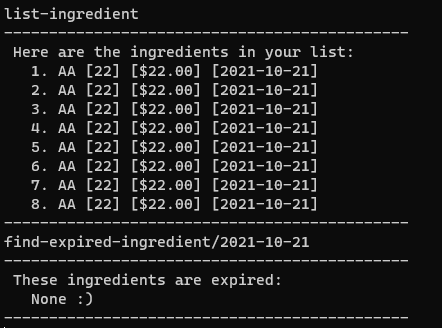 list-ingredient
---------------------------------------------
Here are the ingredients in your list:
1. AA [22] [$22.00] [2021-10-21]
2. AA [22] [$22.00] [2021-10-21]
3. AA [22] [$22.00] [2021-10-21]
4. AA [22] [$22.00] [2021-10-21]
5. AA [22] [$22.00] [2021-10-21]
6. AA [22] [$22.00] [2021-10-21]
7. AA [22] [$22.00] [2021-10-21]
8. AA [22] [$22.00] [2021-10-21]
---------------------------------------------
find-expired-ingredient/2021-10-21
---------------------------------------------
These ingredients are expired:
None :)
---------------------------------------------